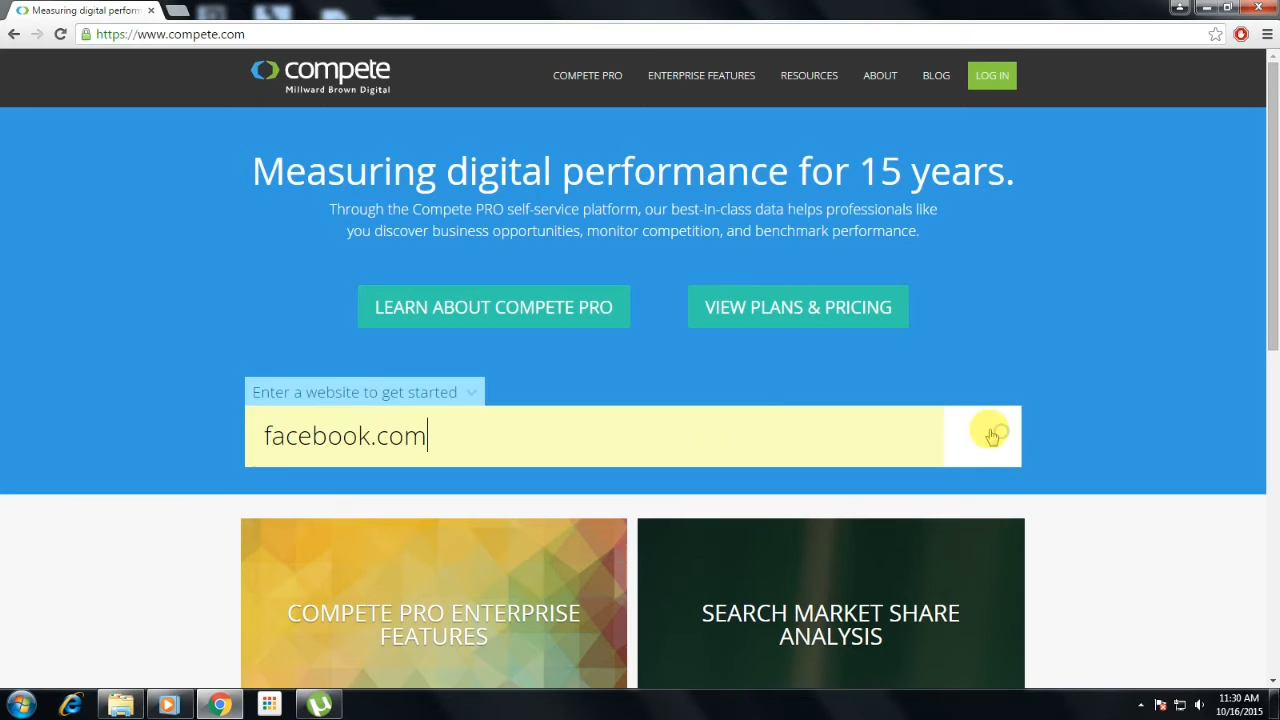 Measuring digital perform
https://www.compete.com
compete
Millward Brown Digital
COMPETE PRO
ENTERPRISE FEATURES
RESOURCES
ABOUT
BLOG
LOG IN
Measuring digital performance for 15 years.
Through the Compete PRO self-service platform, our best-in-class data helps professionals like
you discover business opportunities, monitor competition, and benchmark performance.
LEARN ABOUT COMPETE PRO
VIEW PLANS & PRICING
Enter a website to get started
facebook.com
COMPETE PRO ENTERPRISE
FEATURES
SEARCH MARKET SHARE
ANALYSIS
11:30 AM
10/16/2015